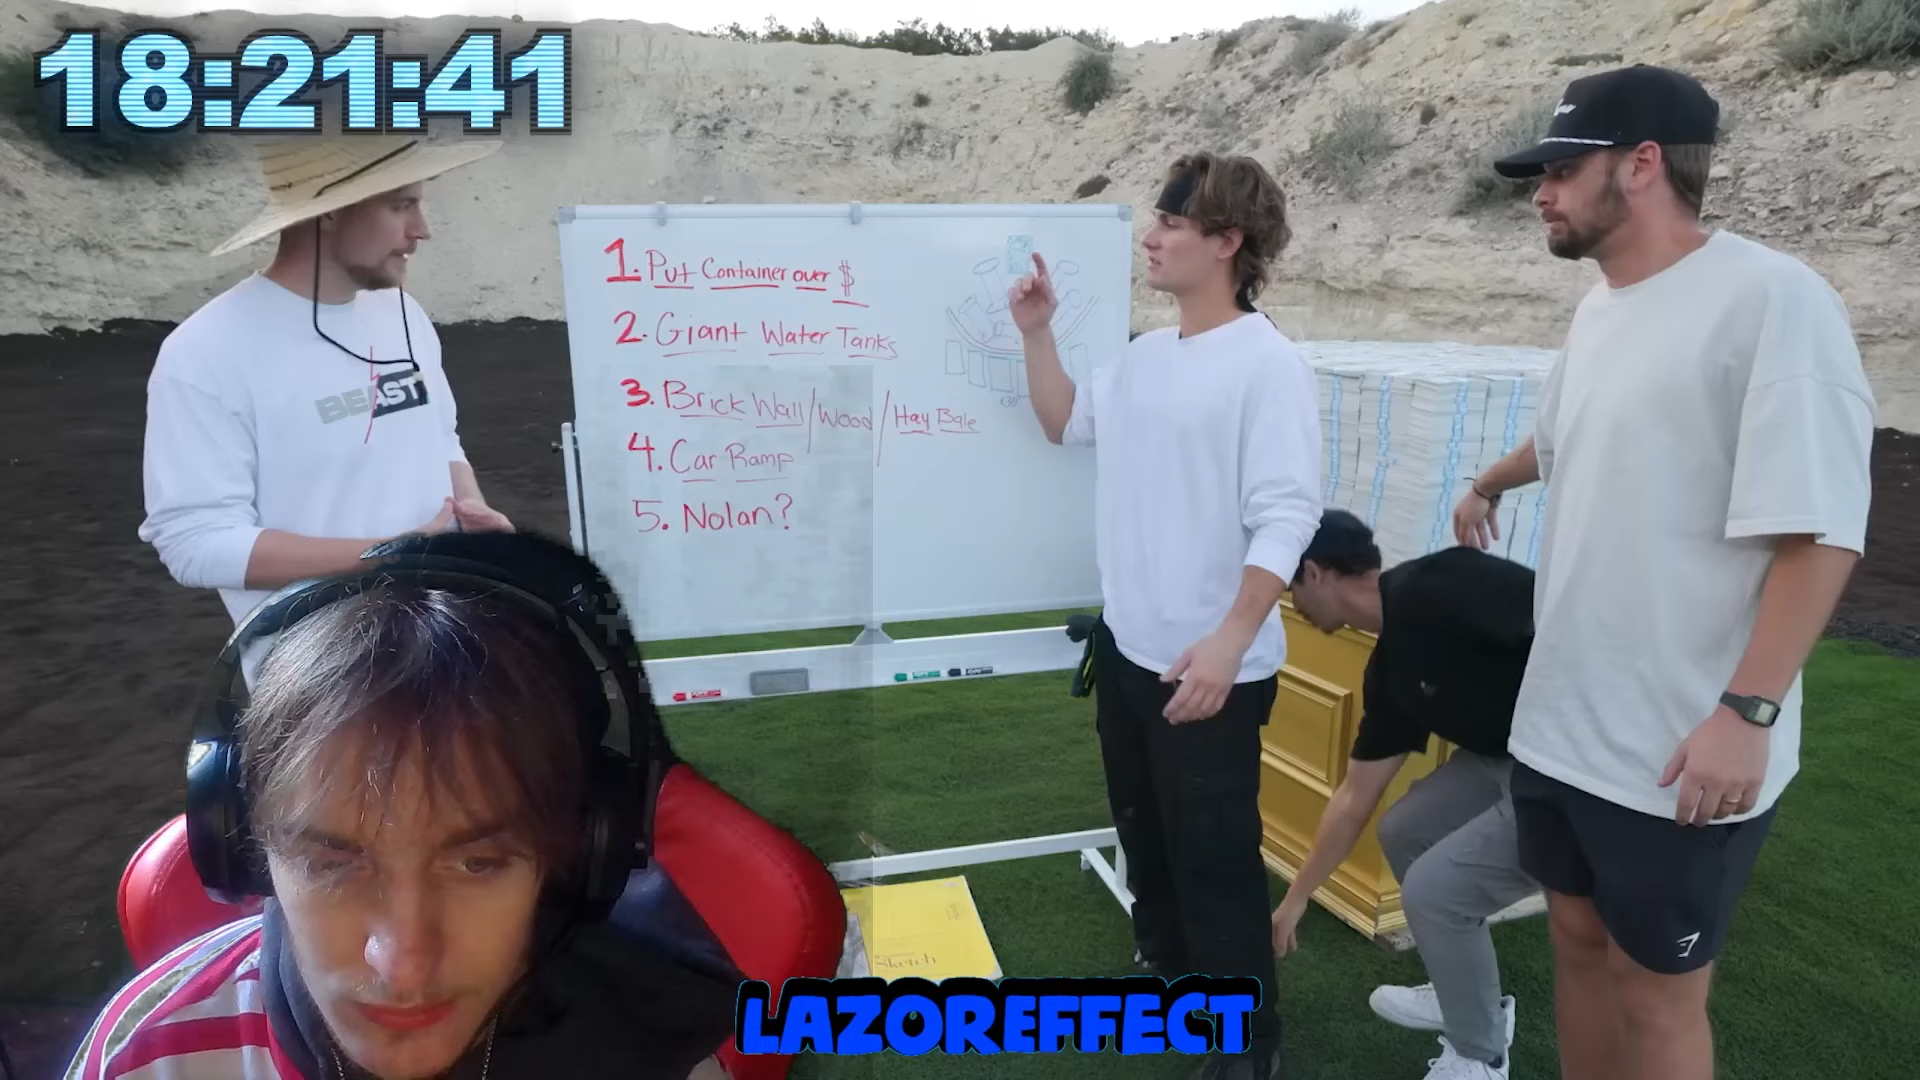 18:21:41
1. Put Container over $
2. Giant Water Tanks
3. Brick Wall/Wood/Hay Bale
4. Car Ramp
5. Nolan?
BEAST
Sketch
LAZOREFFECT